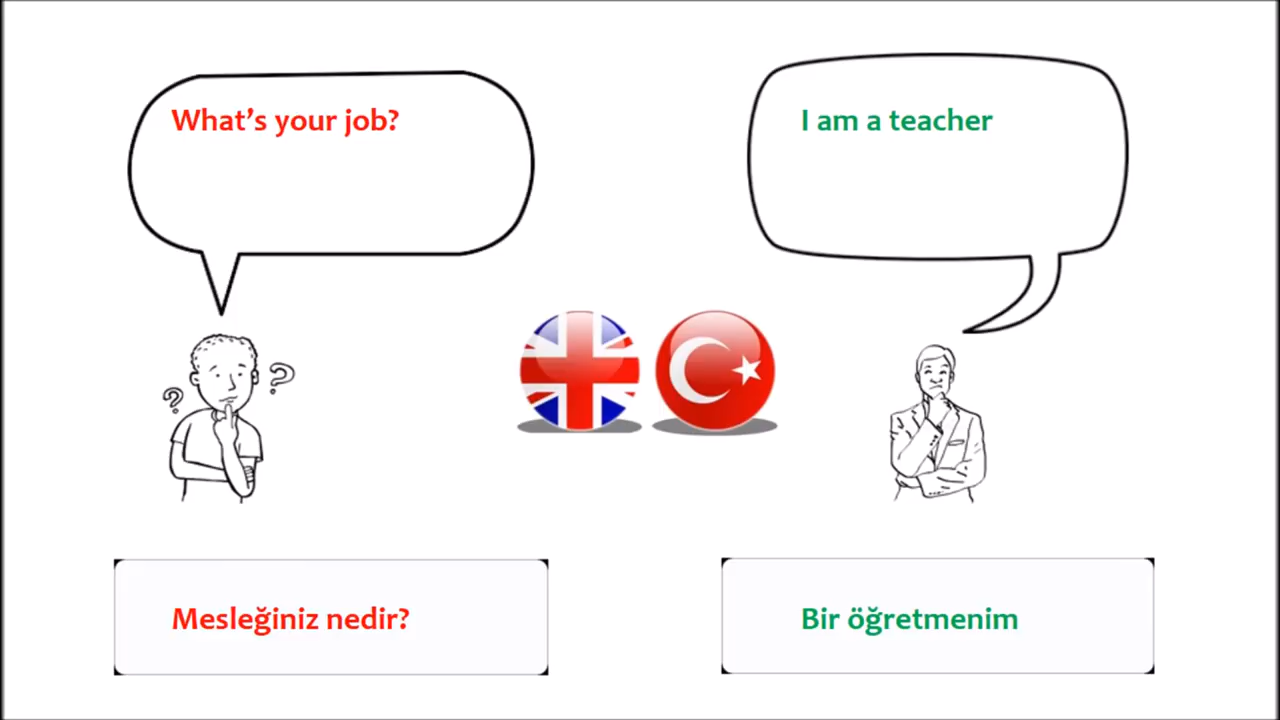 What's your job?
I am a teacher
Mesleğiniz nedir?
Bir öğretmenim